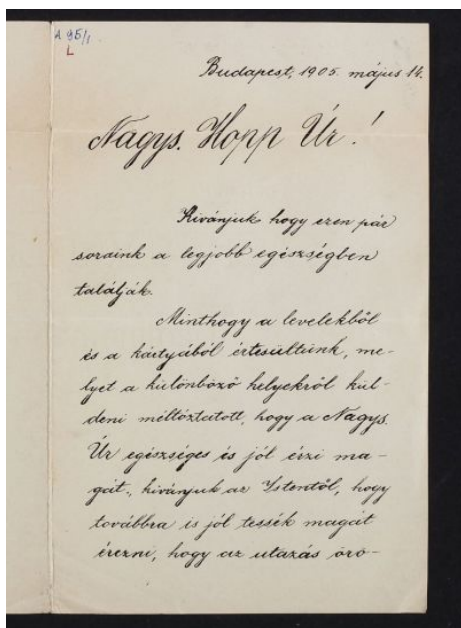 A 95/1
L
Budapest, 1905. május 14.
Nagys. Hopp Úr!
Kivánjuk hogy ezen pár
soraink a legjobb egészségben
találják.
Minthogy a levelekből
és a kártyából értesültünk, me-
lyet a különböző helyekről kül-
deni méltóztatott, hogy a Nagys.
Úr egészséges és jól érzi ma-
gát, kivánjuk az Istentől, hogy
továbbra is jól tessék magát
érezni, hogy az utazás örö-